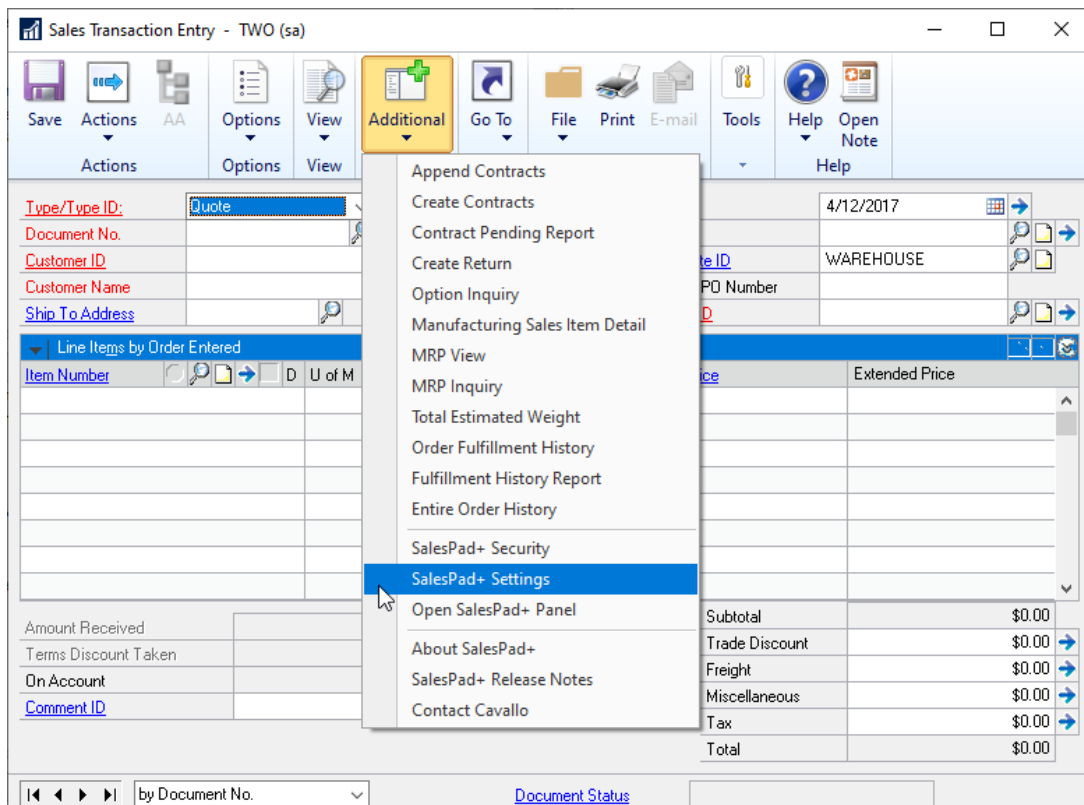 Sales Transaction Entry - TWO (sa)
Save Actions AA Options View Additional Go To File Print E-mail Tools Help Open Note
Actions Options View Help
Append Contracts
Create Contracts
Contract Pending Report
Create Return
Option Inquiry
Manufacturing Sales Item Detail
MRP View
MRP Inquiry
Total Estimated Weight
Order Fulfillment History
Fulfillment History Report
Entire Order History
SalesPad+ Security
SalesPad+ Settings
Open SalesPad+ Panel
About SalesPad+
SalesPad+ Release Notes
Contact Cavallo
Type/Type ID: Quote 4/12/2017
Document No.
Customer ID te ID WAREHOUSE
Customer Name PO Number
Ship To Address D
Line Items by Order Entered
Item Number D U of M ice Extended Price
Subtotal $0.00
Amount Received
Trade Discount $0.00
Terms Discount Taken
Freight $0.00
On Account
Miscellaneous $0.00
Comment ID
Tax $0.00
Total $0.00
by Document No. Document Status